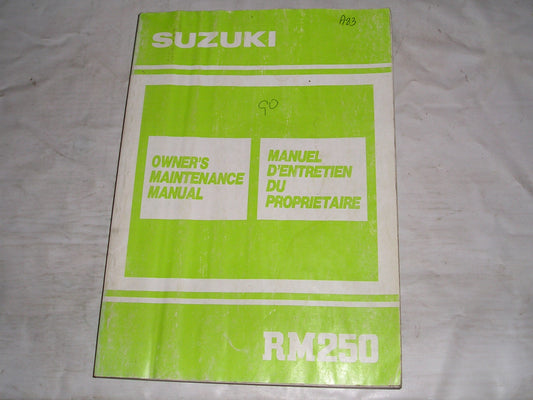 A23
SUZUKI
90
OWNER'S
MAINTENANCE
MANUAL
MANUEL
D'ENTRETIEN
DU
PROPRIETAIRE
RM250